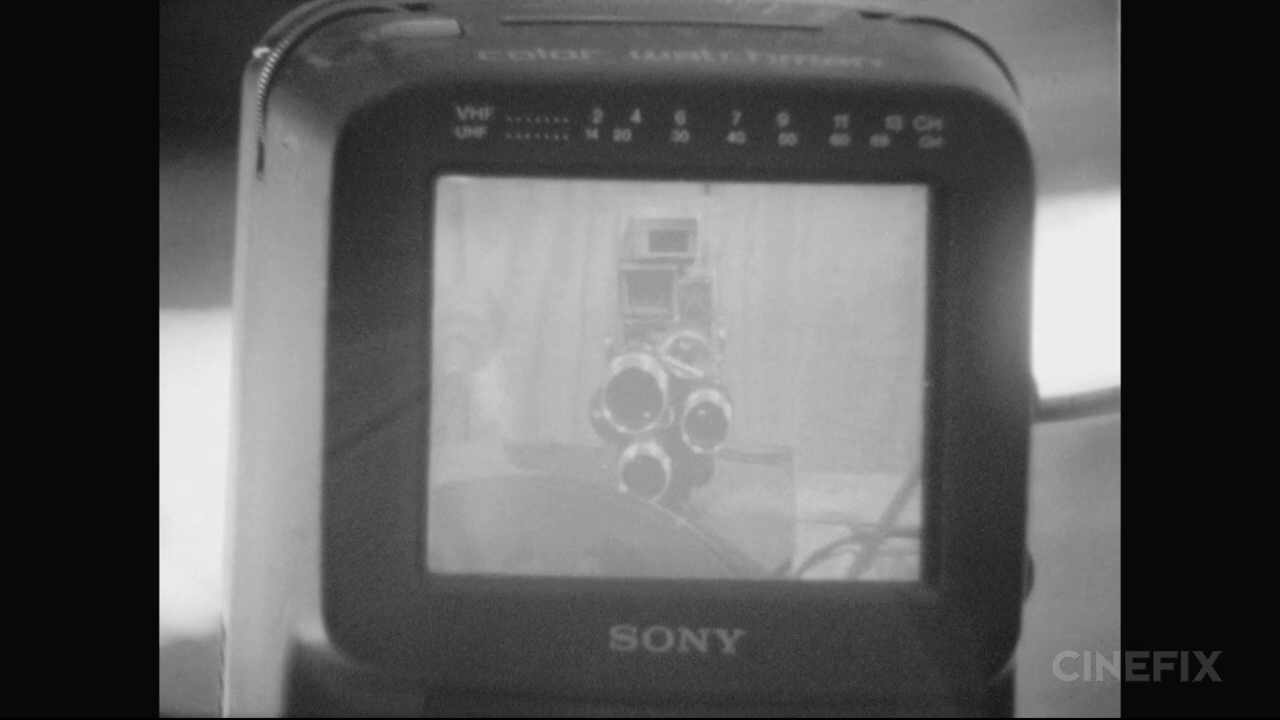 color watchman
VHF ....... 2 4 6 7 9 11 13 CH
UHF ....... 14 20 30 40 50 60 69 CH
SONY
CINEFIX